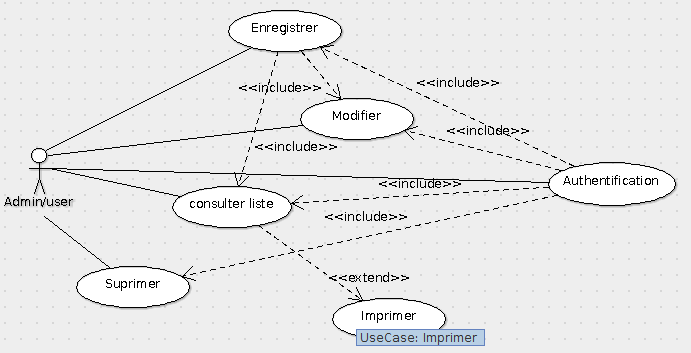 Enregistrer
<<include>>
Modifier
<<include>>
<<include>>
<<include>>
Authentification
<<include>>
Admin/user
consulter liste
<<include>>
Suprimer
<<extend>>
Imprimer
UseCase: Imprimer